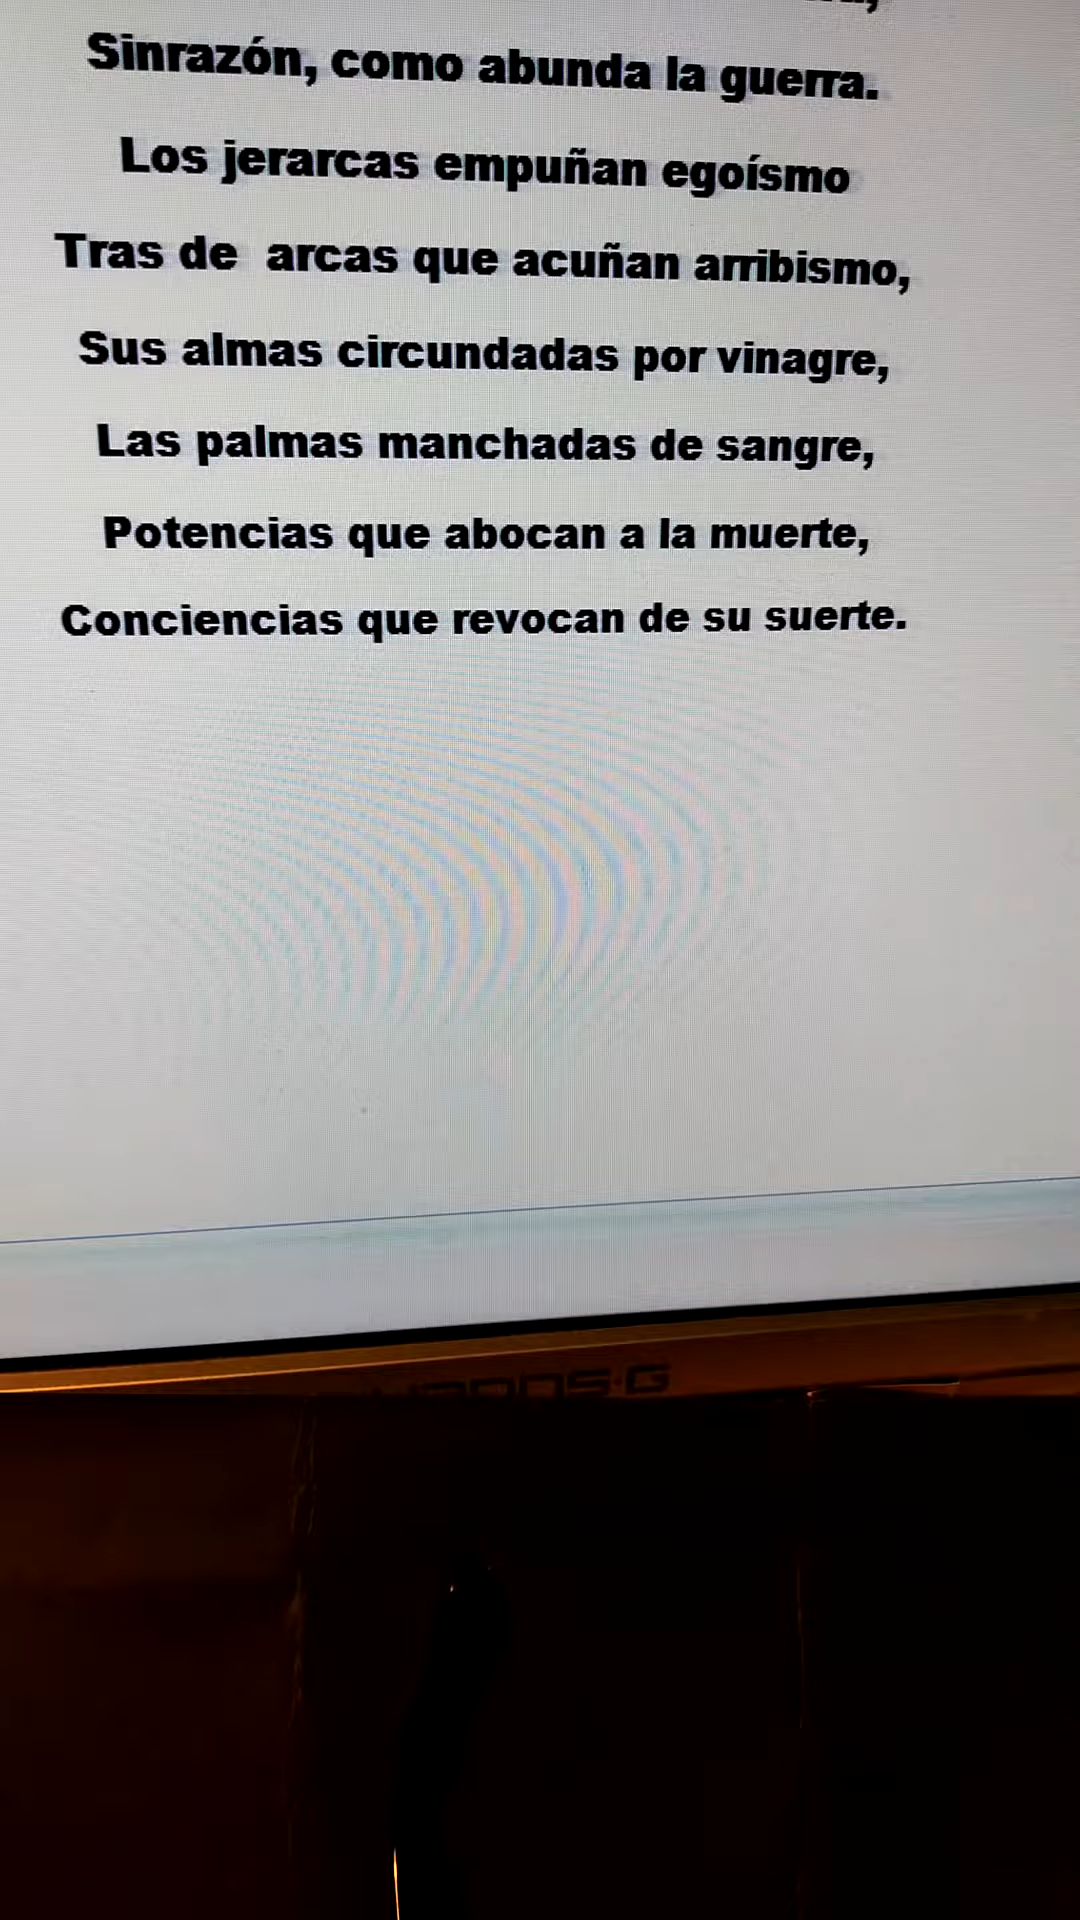 Sinrazón, como abunda la guerra.
Los jerarcas empuñan egoísmo
Tras de arcas que acuñan arribismo,
Sus almas circundadas por vinagre,
Las palmas manchadas de sangre,
Potencias que abocan a la muerte,
Conciencias que revocan de su suerte.